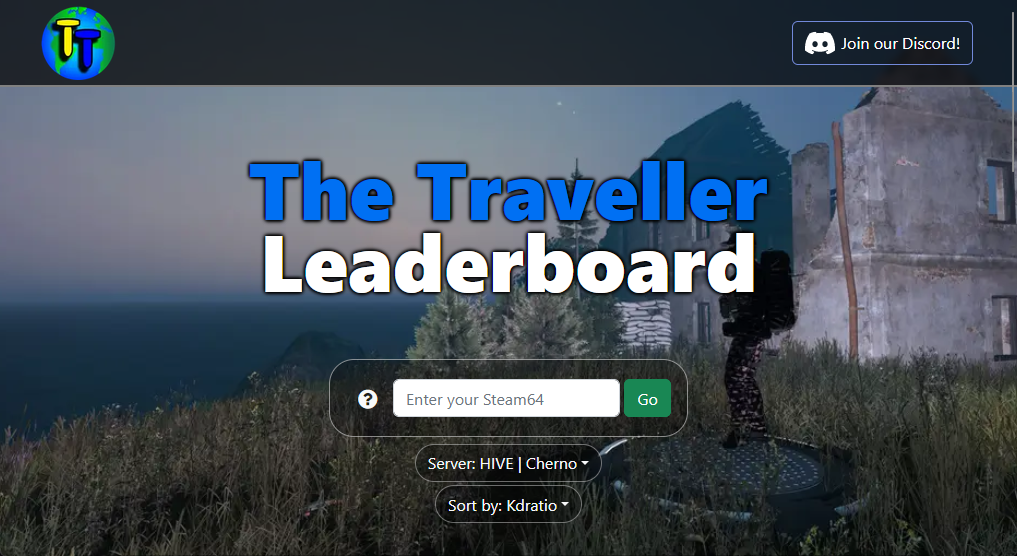 TT
Join our Discord!
The Traveller
Leaderboard
Enter your Steam64
Go
Server: HIVE | Cherno
Sort by: Kdratio